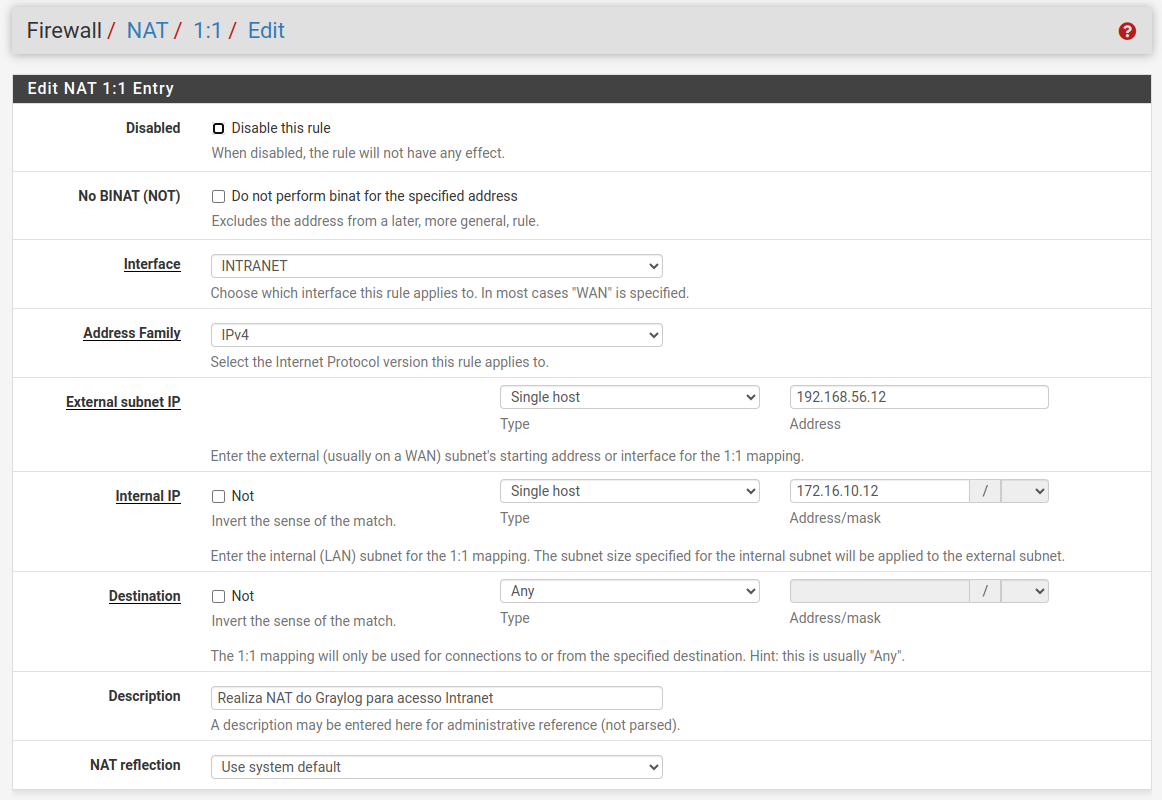 Firewall / NAT / 1:1 / Edit
Edit NAT 1:1 Entry
Disabled Disable this rule
When disabled, the rule will not have any effect.
No BINAT (NOT) Do not perform binat for the specified address
Excludes the address from a later, more general, rule.
Interface INTRANET
Choose which interface this rule applies to. In most cases "WAN" is specified.
Address Family IPv4
Select the Internet Protocol version this rule applies to.
External subnet IP Single host 192.168.56.12
Type Address
Enter the external (usually on a WAN) subnet's starting address or interface for the 1:1 mapping.
Internal IP Not Single host 172.16.10.12 /
Invert the sense of the match. Type Address/mask
Enter the internal (LAN) subnet for the 1:1 mapping. The subnet size specified for the internal subnet will be applied to the external subnet.
Destination Not Any /
Invert the sense of the match. Type Address/mask
The 1:1 mapping will only be used for connections to or from the specified destination. Hint: this is usually "Any".
Description Realiza NAT do Graylog para acesso Intranet
A description may be entered here for administrative reference (not parsed).
NAT reflection Use system default